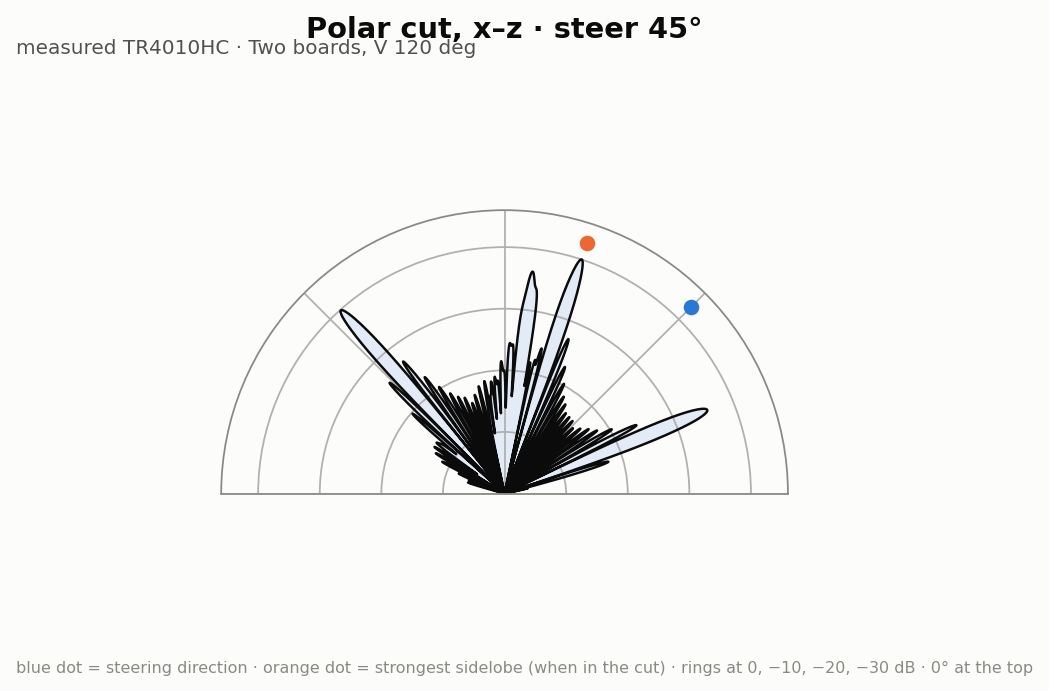 Polar cut, x–z · steer 45°
measured TR4010HC · Two boards, V 120 deg
blue dot = steering direction · orange dot = strongest sidelobe (when in the cut) · rings at 0, −10, −20, −30 dB · 0° at the top